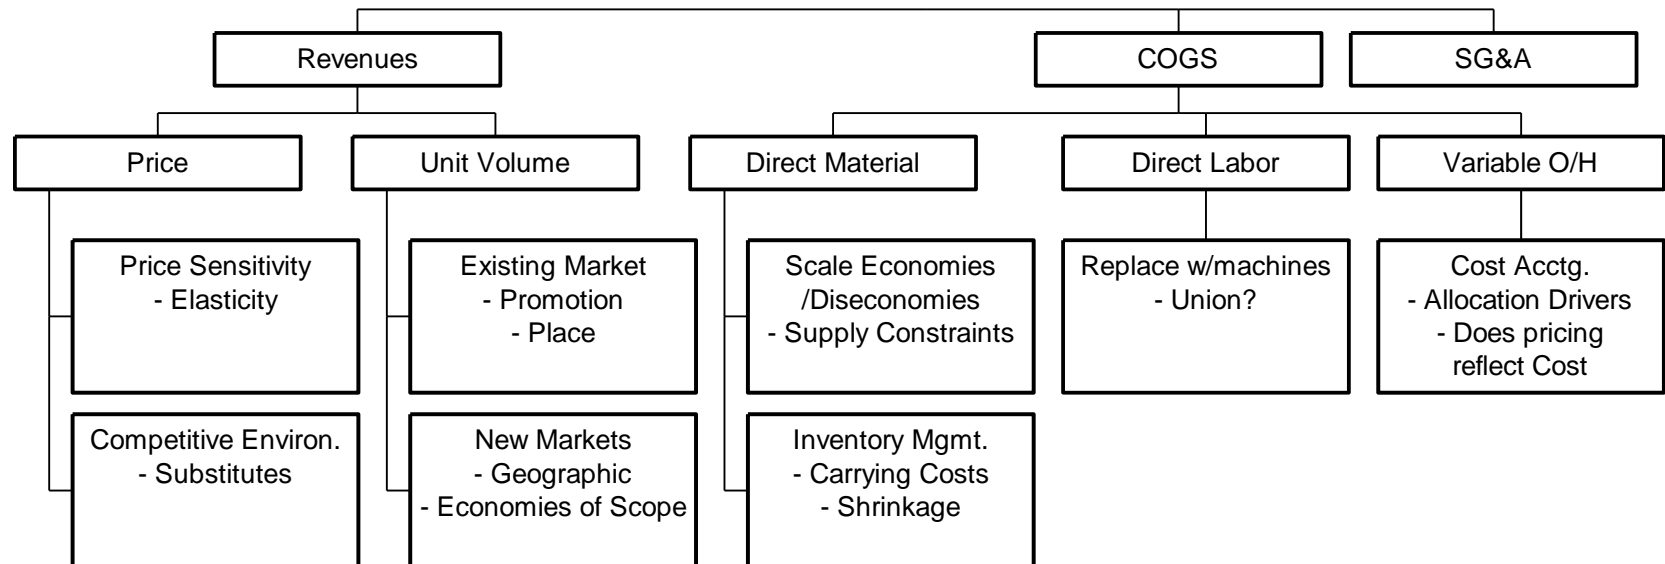 Revenues
COGS
SG&A
Price
Unit Volume
Direct Material
Direct Labor
Variable O/H
Price Sensitivity
- Elasticity
Existing Market
- Promotion
- Place
Scale Economies
/Diseconomies
- Supply Constraints
Replace w/machines
- Union?
Cost Acctg.
- Allocation Drivers
- Does pricing
reflect Cost
Competitive Environ.
- Substitutes
New Markets
- Geographic
- Economies of Scope
Inventory Mgmt.
- Carrying Costs
- Shrinkage